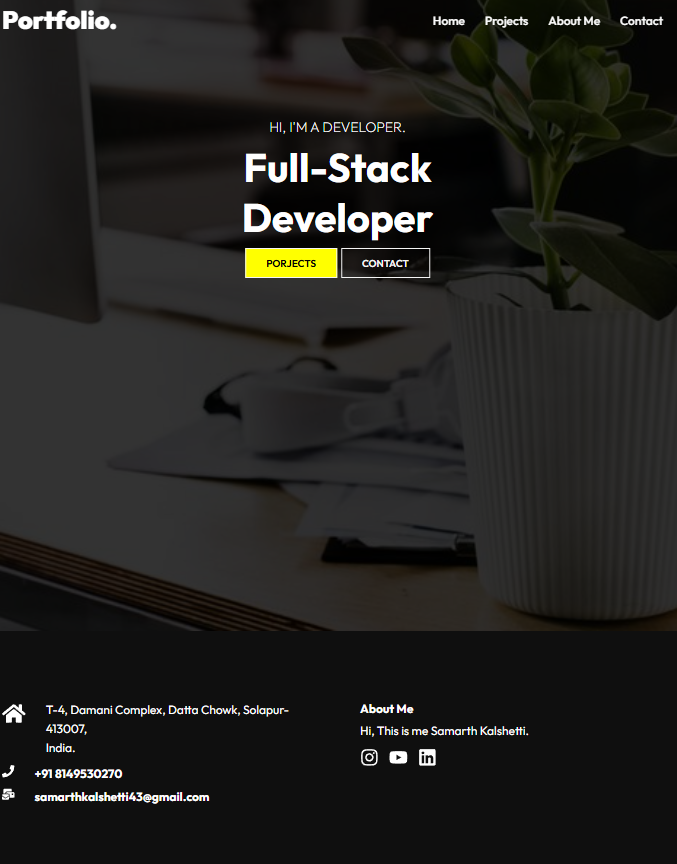 Portfolio.
Home Projects About Me Contact
HI, I'M A DEVELOPER.
Full-Stack
Developer
PORJECTS CONTACT
T-4, Damani Complex, Datta Chowk, Solapur-
413007,
India.
+91 8149530270
samarthkalshetti43@gmail.com
About Me
Hi, This is me Samarth Kalshetti.